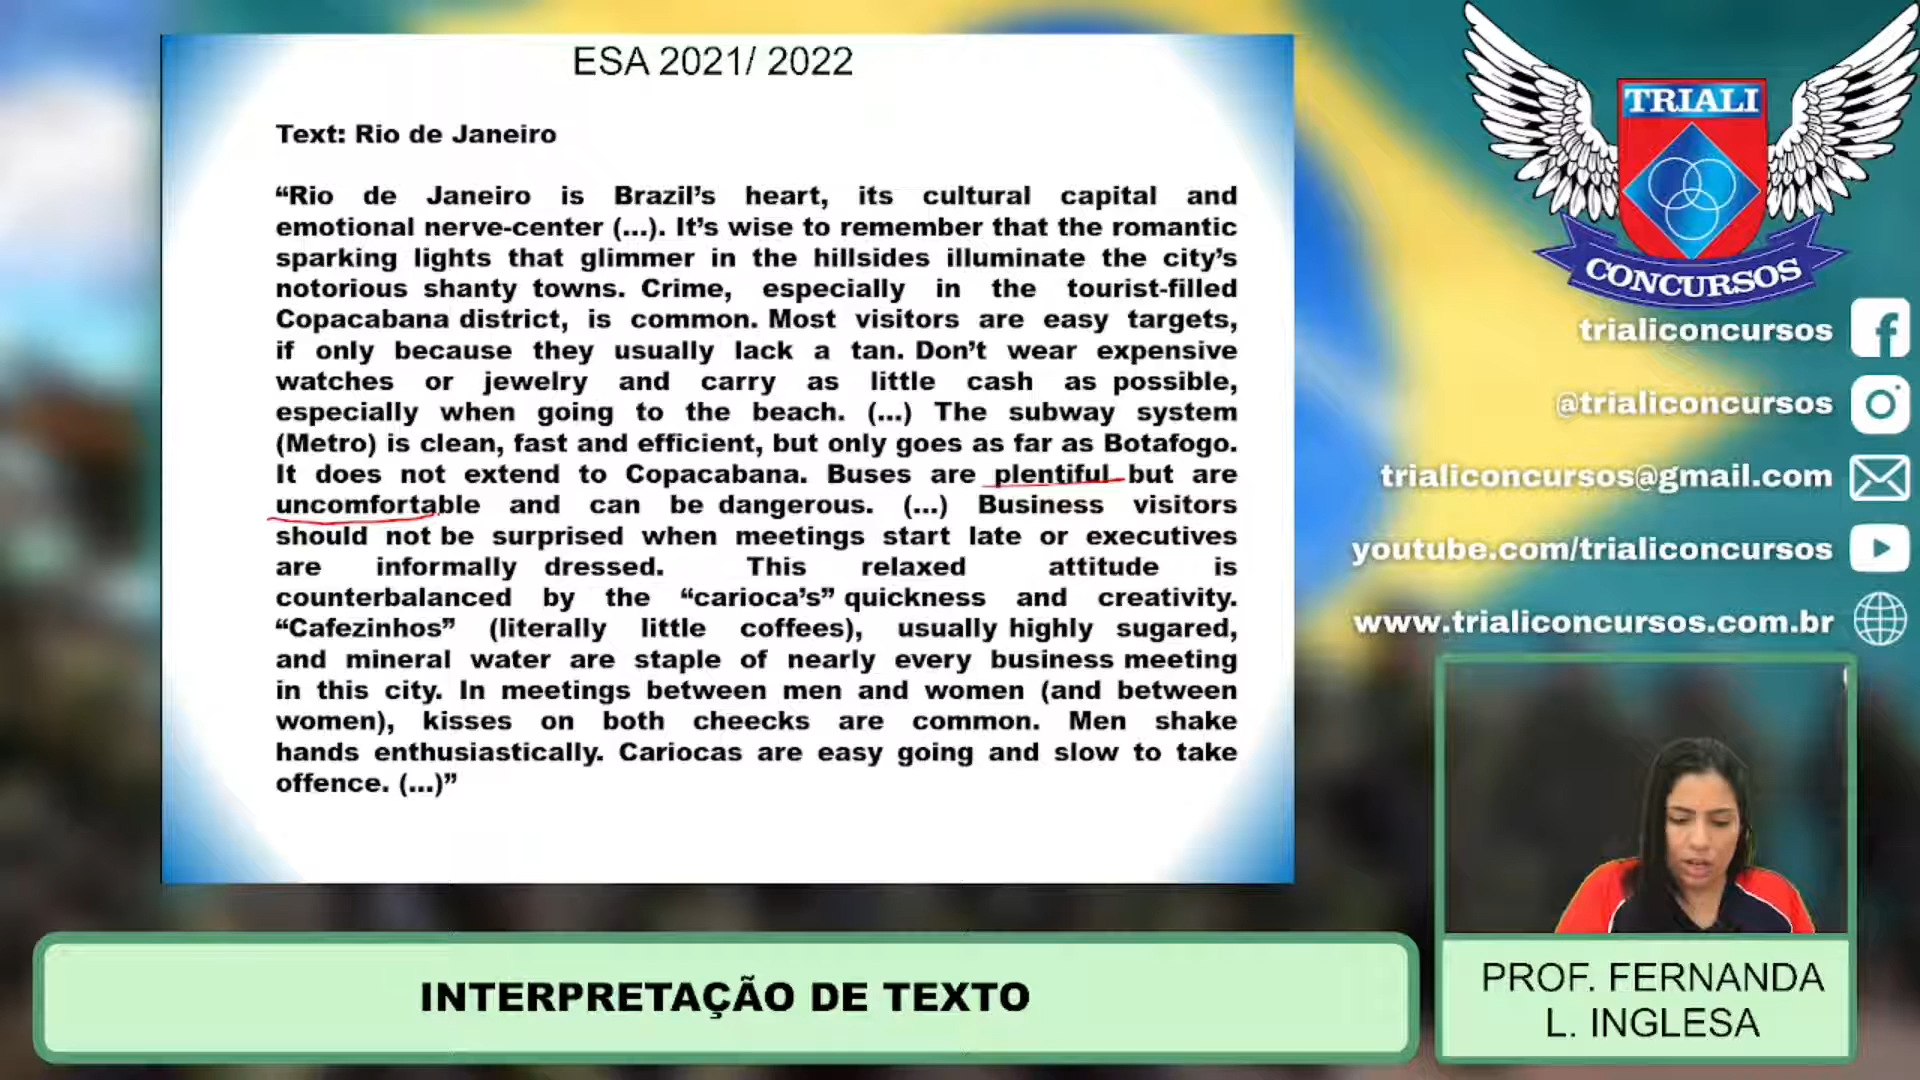 ESA 2021/ 2022
Text: Rio de Janeiro
“Rio de Janeiro is Brazil’s heart, its cultural capital and
emotional nerve-center (...). It’s wise to remember that the romantic
sparking lights that glimmer in the hillsides illuminate the city’s
notorious shanty towns. Crime, especially in the tourist-filled
Copacabana district, is common. Most visitors are easy targets,
if only because they usually lack a tan. Don’t wear expensive
watches or jewelry and carry as little cash as possible,
especially when going to the beach. (...) The subway system
(Metro) is clean, fast and efficient, but only goes as far as Botafogo.
It does not extend to Copacabana. Buses are plentiful but are
uncomfortable and can be dangerous. (...) Business visitors
should not be surprised when meetings start late or executives
are informally dressed. This relaxed attitude is
counterbalanced by the “carioca’s” quickness and creativity.
“Cafezinhos” (literally little coffees), usually highly sugared,
and mineral water are staple of nearly every business meeting
in this city. In meetings between men and women (and between
women), kisses on both cheecks are common. Men shake
hands enthusiastically. Cariocas are easy going and slow to take
offence. (...)”
TRIALI
CONCURSOS
trialiconcursos
@trialiconcursos
trialiconcursos@gmail.com
youtube.com/trialiconcursos
www.trialiconcursos.com.br
INTERPRETAÇÃO DE TEXTO
PROF. FERNANDA
L. INGLESA